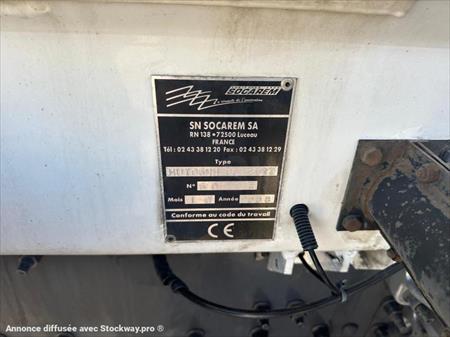 SOCAREM
SN SOCAREM SA
RN 138 - 72500 Luceau
FRANCE
Tél : 02 43 38 12 20 Fax : 02 43 38 12 29
Type
N°
Mois Année
Conforme au code du travail
CE
Annonce diffusée avec Stockway.pro ®